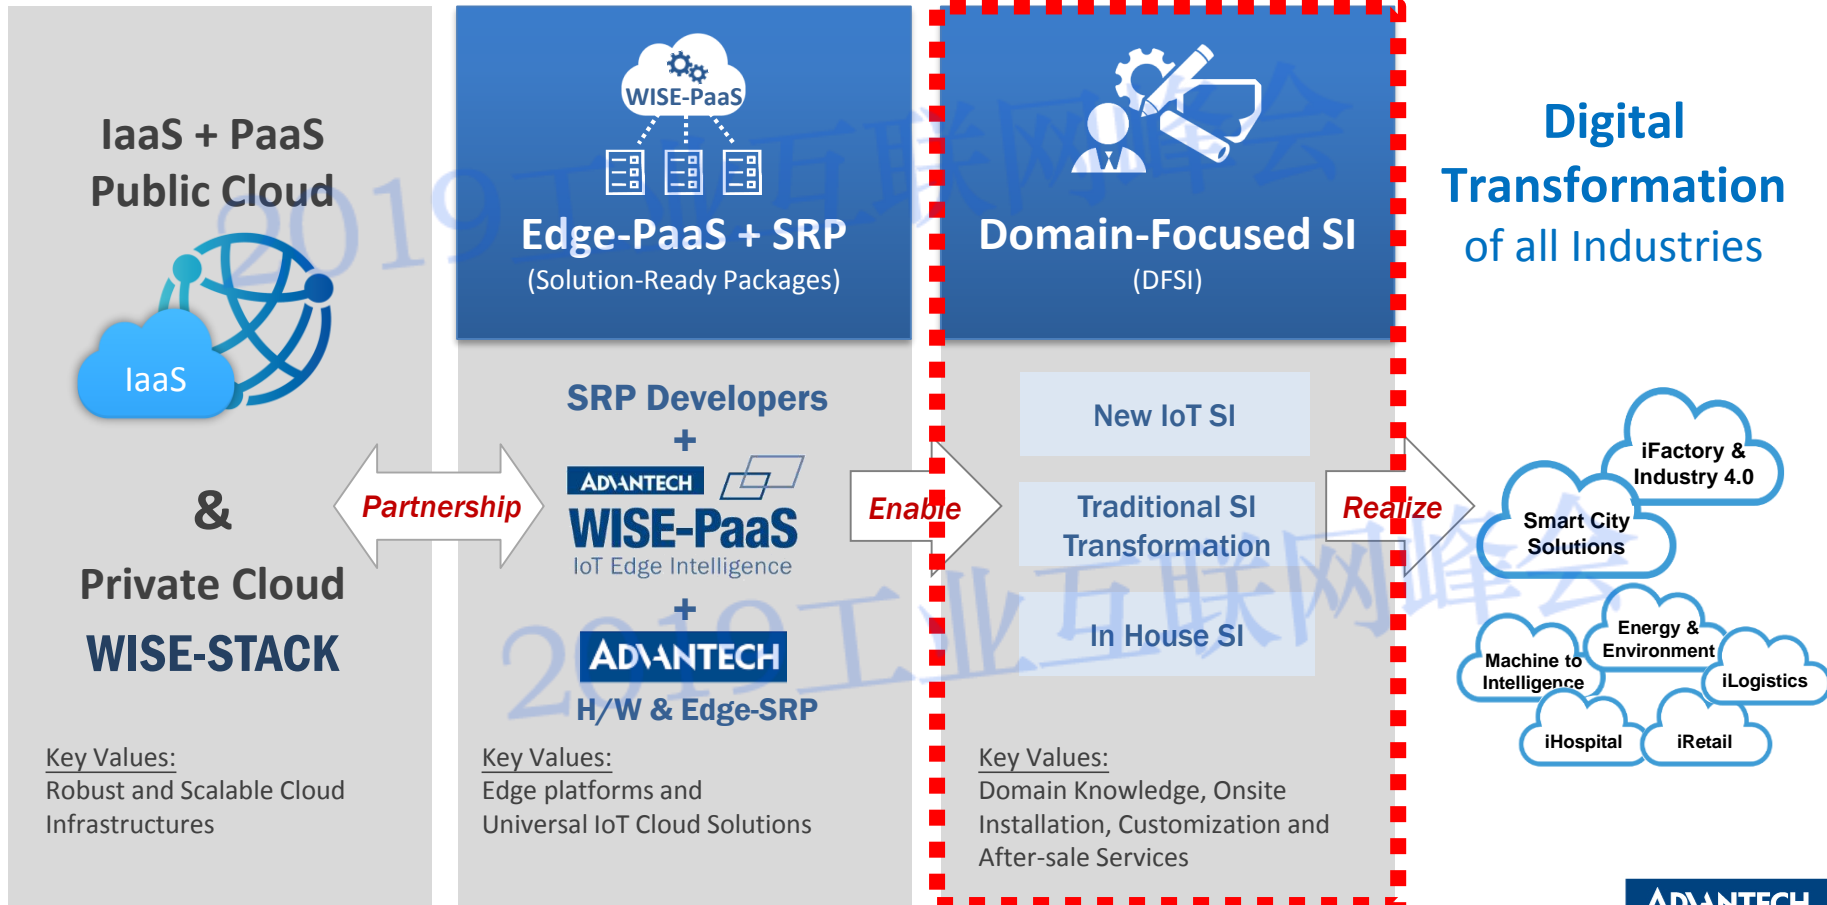 IaaS + PaaS
Public Cloud
IaaS
&
Private Cloud
WISE-STACK
Key Values:
Robust and Scalable Cloud
Infrastructures
Partnership
WISE-PaaS
Edge-PaaS + SRP
(Solution-Ready Packages)
SRP Developers
+
ADVANTECH
WISE-PaaS
IoT Edge Intelligence
+
ADVANTECH
H/W & Edge-SRP
Key Values:
Edge platforms and
Universal IoT Cloud Solutions
Enable
Domain-Focused SI
(DFSI)
New IoT SI
Traditional SI
Transformation
In House SI
Key Values:
Domain Knowledge, Onsite
Installation, Customization and
After-sale Services
Realize
Digital
Transformation
of all Industries
iFactory &
Industry 4.0
Smart City
Solutions
Energy &
Environment
Machine to
Intelligence
iLogistics
iHospital
iRetail
ADVANTECH
2019工业互联网峰会
2019工业互联网峰会